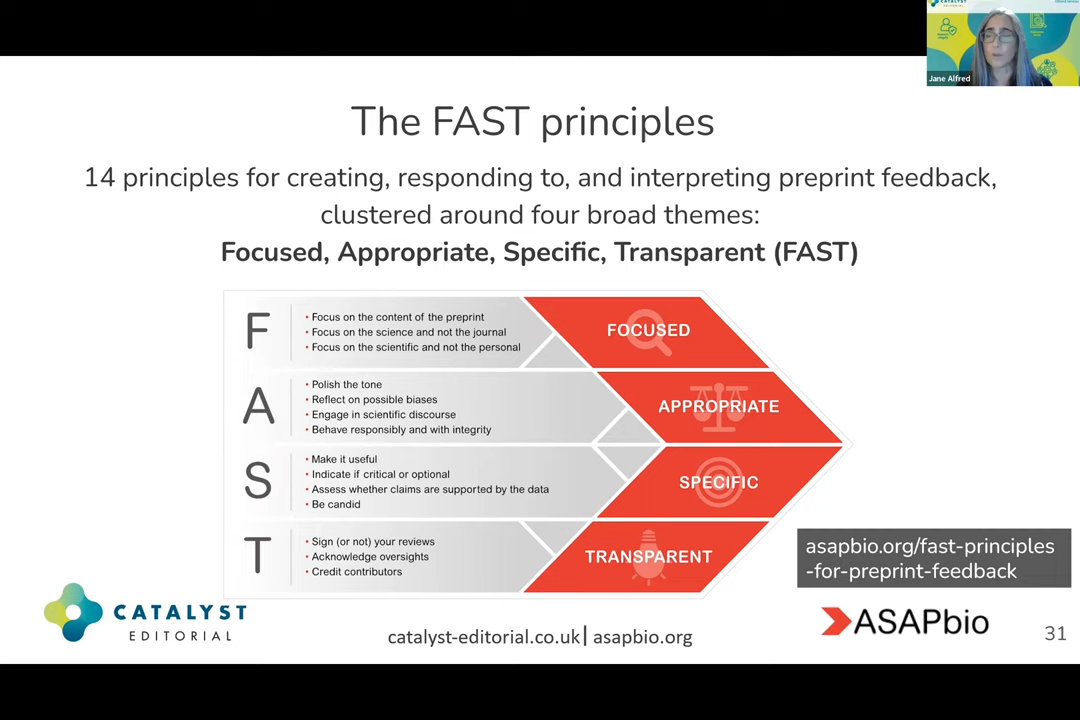 CATALYST
EDITORIAL
Jane Alfred
The FAST principles
14 principles for creating, responding to, and interpreting preprint feedback,
clustered around four broad themes:
Focused, Appropriate, Specific, Transparent (FAST)
F
• Focus on the content of the preprint
• Focus on the science and not the journal
• Focus on the scientific and not the personal
FOCUSED
A
• Polish the tone
• Reflect on possible biases
• Engage in scientific discourse
• Behave responsibly and with integrity
APPROPRIATE
S
• Make it useful
• Indicate if critical or optional
• Assess whether claims are supported by the data
• Be candid
SPECIFIC
T
• Sign (or not) your reviews
• Acknowledge oversights
• Credit contributors
TRANSPARENT
asapbio.org/fast-principles
-for-preprint-feedback
CATALYST
EDITORIAL
catalyst-editorial.co.uk| asapbio.org
ASAPbio
31